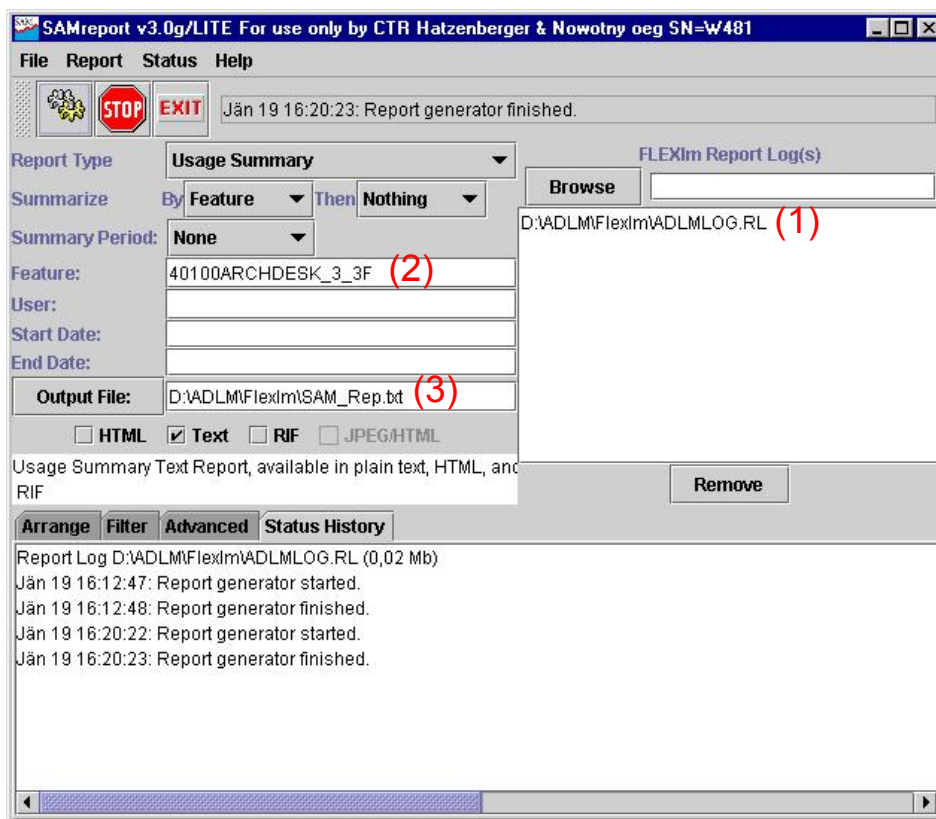 SAMreport v3.0g/LITE For use only by CTR Hatzenberger & Nowotny oeg SN=W481
File Report Status Help
STOP EXIT Jän 19 16:20:23: Report generator finished.
Report Type Usage Summary
Summarize By Feature Then Nothing
Summary Period: None
Feature: 40100ARCHDESK_3_3F (2)
User:
Start Date:
End Date:
Output File: D:\ADLM\Flexlm\SAM_Rep.txt (3)
HTML Text RIF JPEG/HTML
Usage Summary Text Report, available in plain text, HTML, and
RIF
FLEXlm Report Log(s)
Browse
D:\ADLM\Flexlm\ADLMLOG.RL (1)
Remove
Arrange Filter Advanced Status History
Report Log D:\ADLM\Flexlm\ADLMLOG.RL (0,02 Mb)
Jän 19 16:12:47: Report generator started.
Jän 19 16:12:48: Report generator finished.
Jän 19 16:20:22: Report generator started.
Jän 19 16:20:23: Report generator finished.